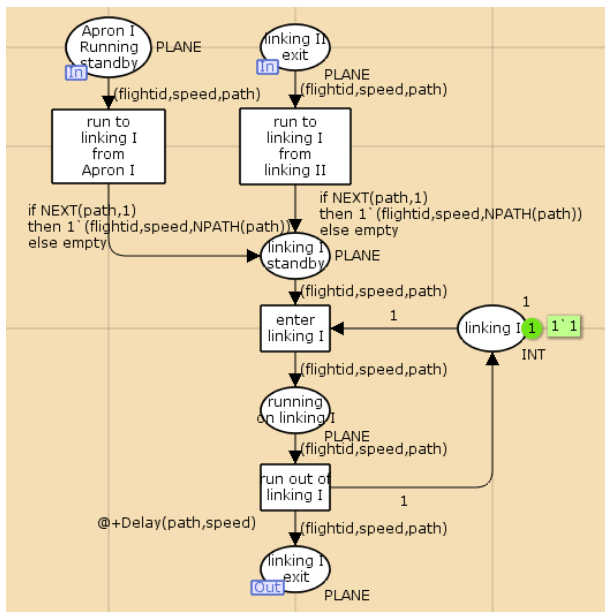 Apron I
Running
standby
PLANE
In
linking II
exit
In
PLANE
(flightid,speed,path)
(flightid,speed,path)
run to
linking I
from
Apron I
run to
linking I
from
linking II
if NEXT(path,1)
then 1`(flightid,speed,NPATH(path))
else empty
if NEXT(path,1)
then 1`(flightid,speed,NPATH(path))
else empty
linking I
standby
PLANE
(flightid,speed,path)
enter
linking I
1
linking I
1
1
1`1
INT
(flightid,speed,path)
running
on linking I
PLANE
(flightid,speed,path)
run out of
linking I
1
@+Delay(path,speed)
(flightid,speed,path)
linking I
exit
Out
PLANE